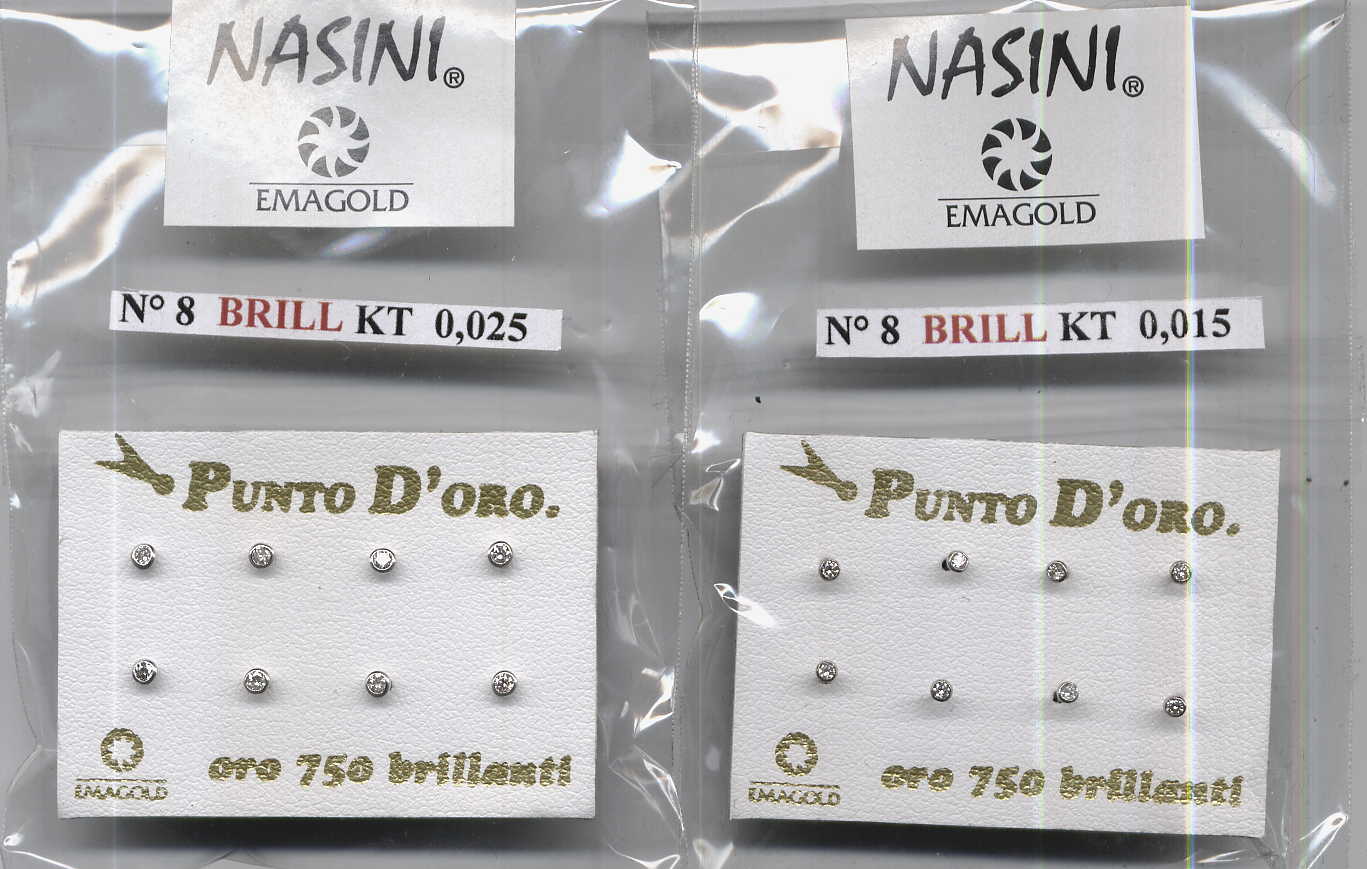 NASINI®
EMAGOLD
N° 8 BRILL KT 0,025
PUNTO D'ORO.
EMAGOLD
oro 750 brillanti
NASINI®
EMAGOLD
N° 8 BRILL KT 0,015
PUNTO D'ORO.
EMAGOLD
oro 750 brillanti